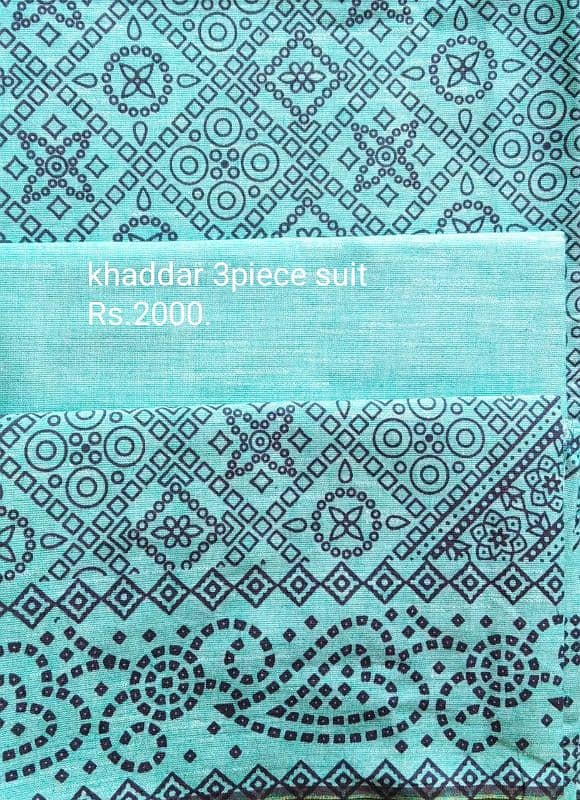 khaddar 3piece suit
Rs.2000.